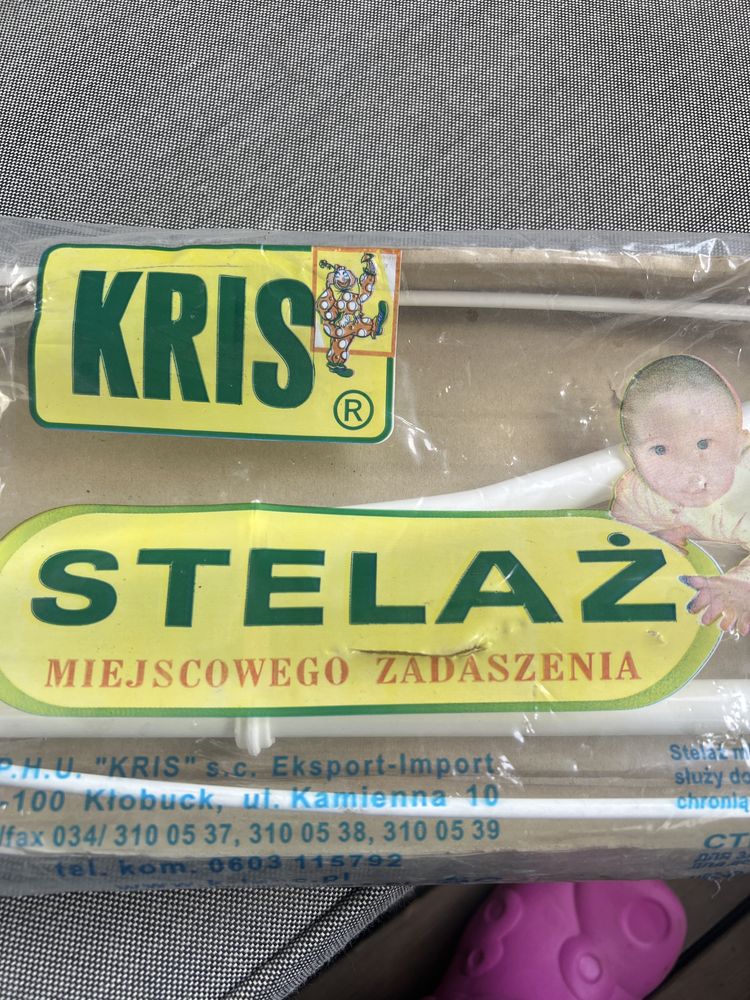 KRIS
®
STELAŻ
MIEJSCOWEGO ZADASZENIA
P.H.U. "KRIS" s.c. Eksport-Import
-100 Kłobuck, ul. Kamienna 10
/fax 034/ 310 05 37, 310 05 38, 310 05 39
tel. kom. 0603 115792
Stelaż
służy do
chronią